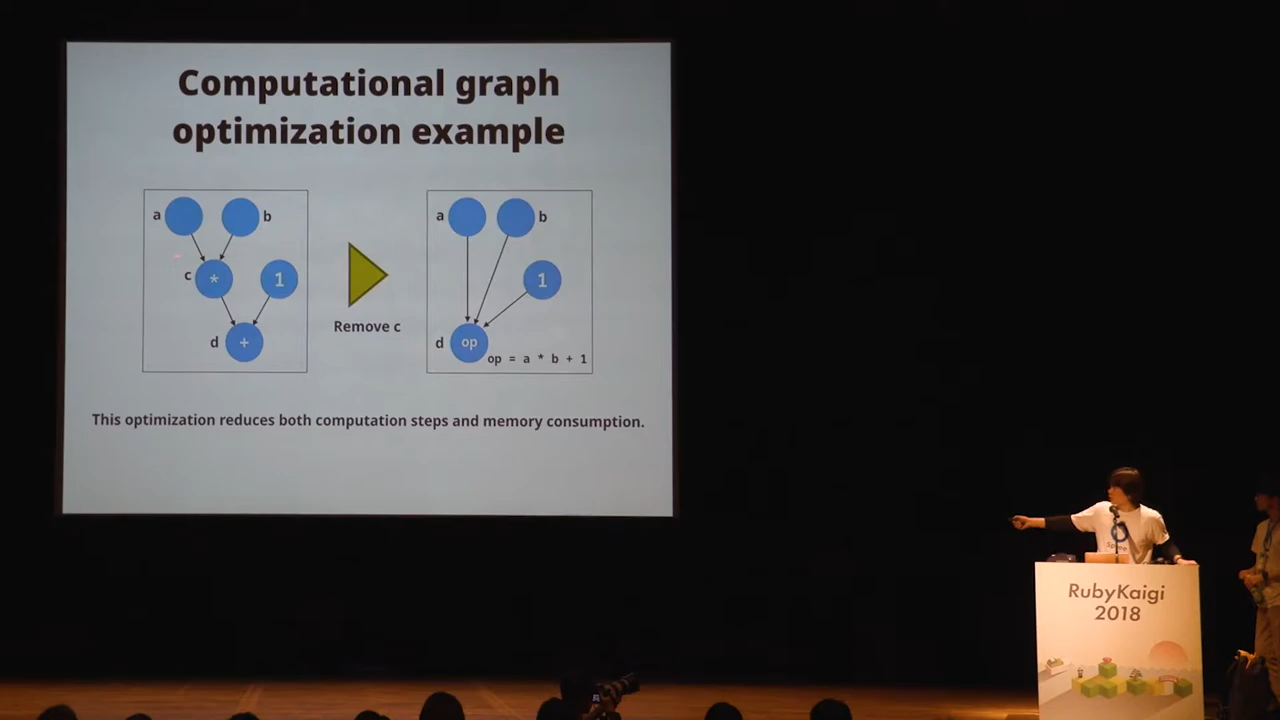 Computational graph
optimization example
a b
c * 1
d +
Remove c
a b
1
d op
op = a * b + 1
This optimization reduces both computation steps and memory consumption.
RubyKaigi
2018